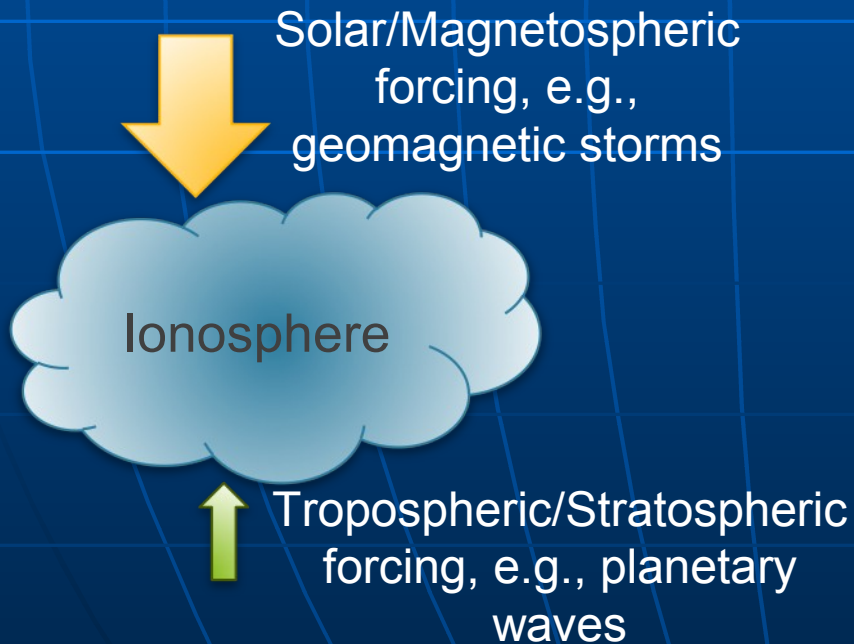 Solar/Magnetospheric
forcing, e.g.,
geomagnetic storms
Ionosphere
Tropospheric/Stratospheric
forcing, e.g., planetary
waves